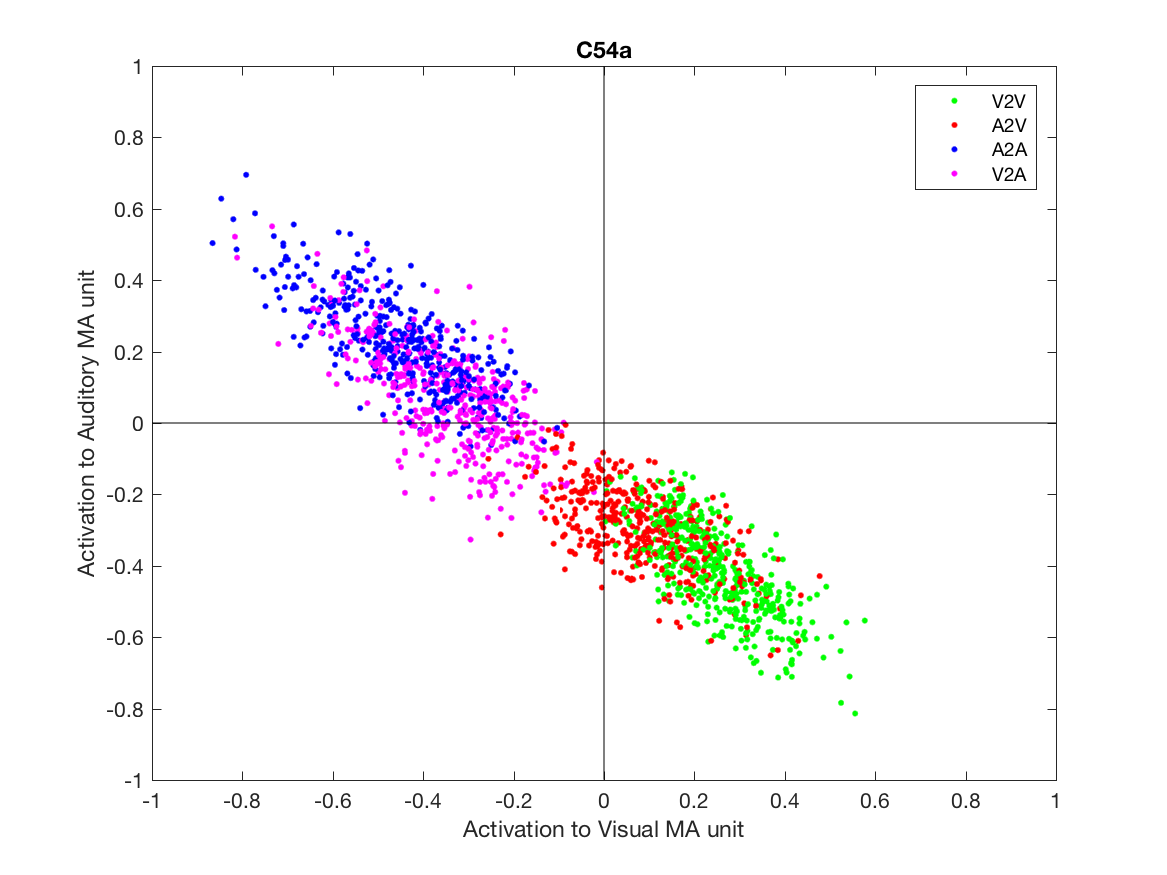 C54a
1
0.8
0.6
0.4
0.2
0
-0.2
-0.4
-0.6
-0.8
-1
Activation to Auditory MA unit
V2V
A2V
A2A
V2A
-1 -0.8 -0.6 -0.4 -0.2 0 0.2 0.4 0.6 0.8 1
Activation to Visual MA unit